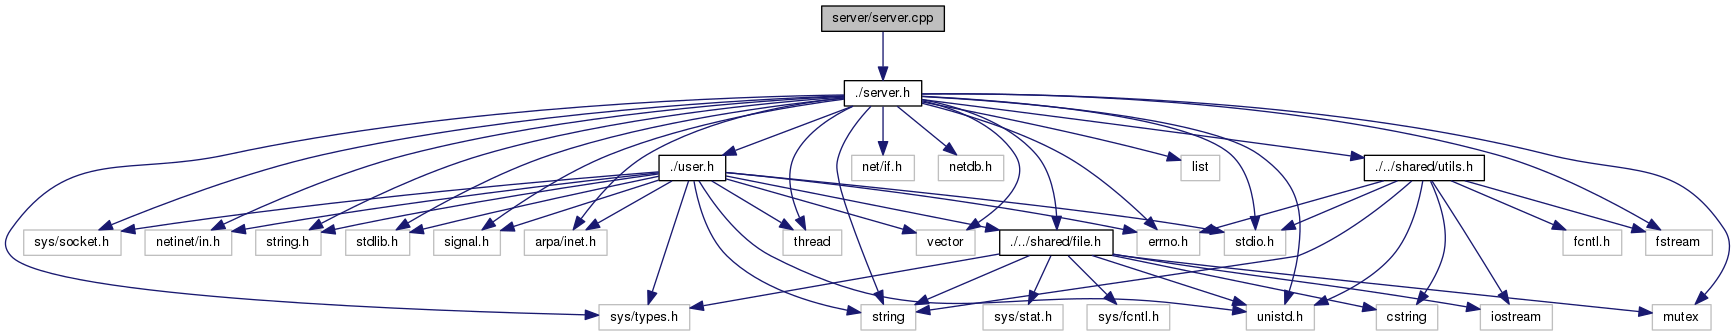 server/server.cpp
./server.h
./user.h
net/if.h
netdb.h
list
./../shared/utils.h
sys/socket.h
netinet/in.h
string.h
stdlib.h
signal.h
arpa/inet.h
thread
vector
./../shared/file.h
errno.h
stdio.h
fcntl.h
fstream
sys/types.h
string
sys/stat.h
sys/fcntl.h
unistd.h
cstring
iostream
mutex